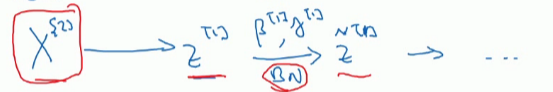 X^{2} → Z^[1] β^[1], γ^[1] → BN Z̃^[1] → ...